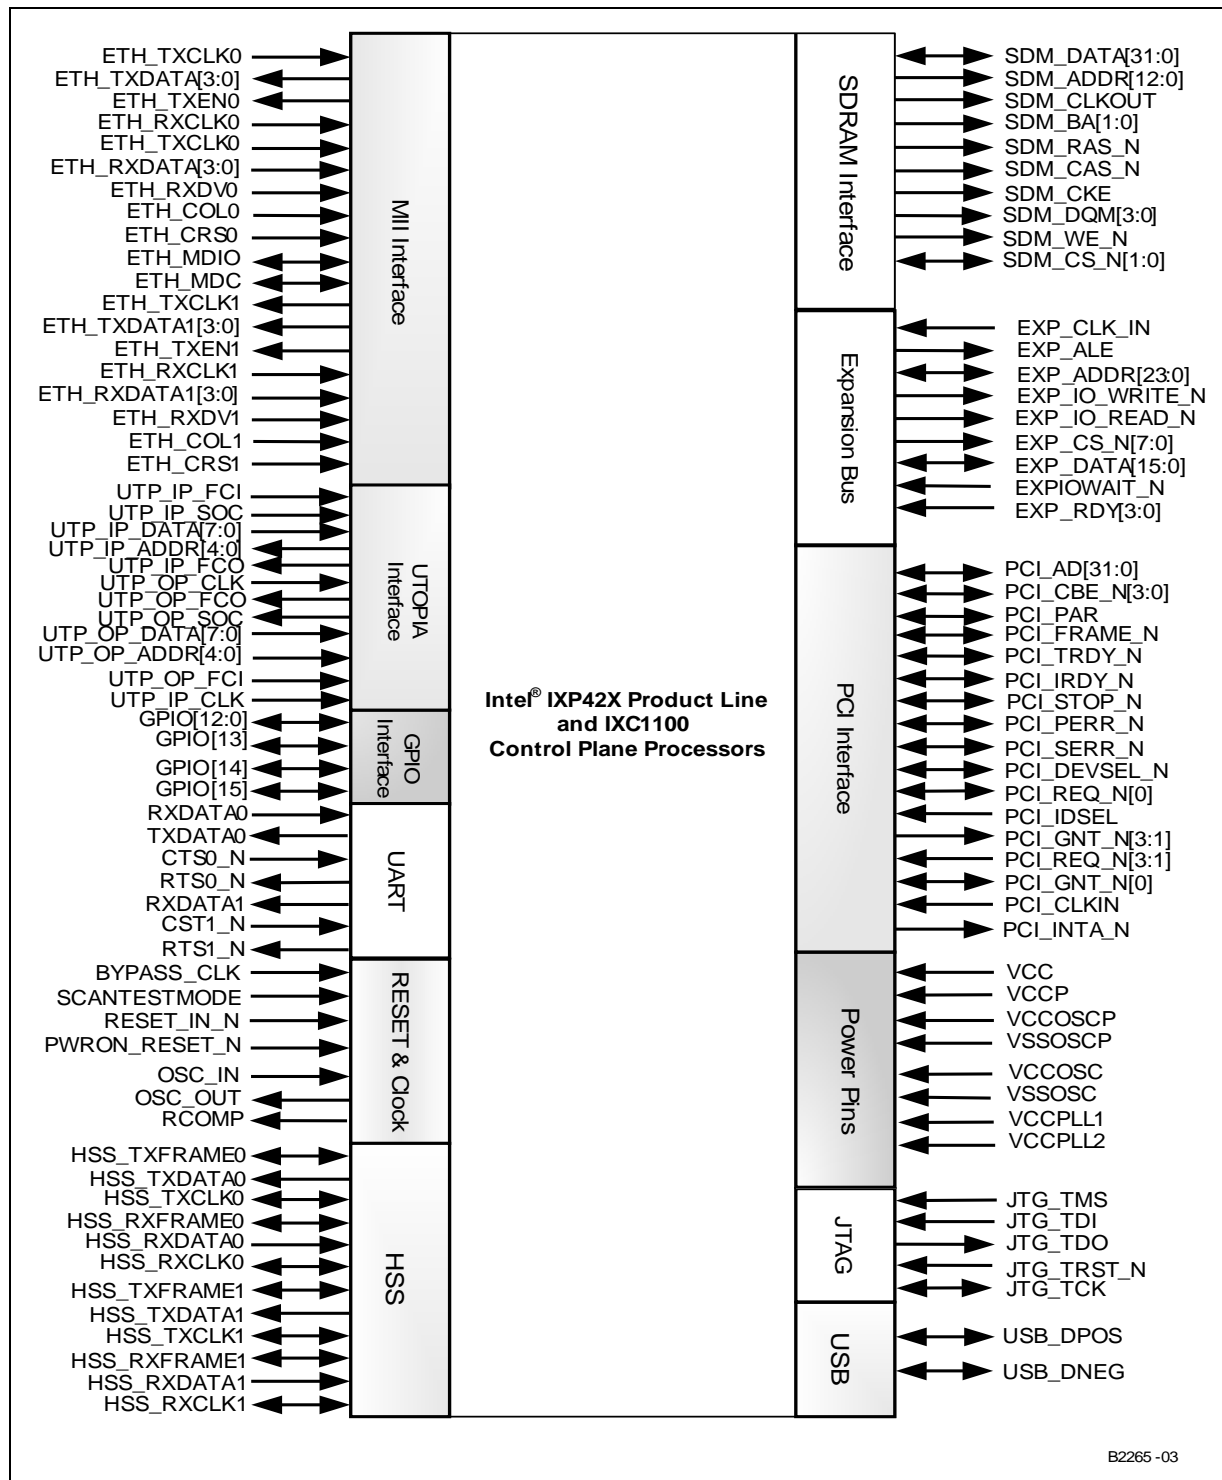 ETH_TXCLK0
ETH_TXDATA[3:0]
ETH_TXEN0
ETH_RXCLK0
ETH_TXCLK0
ETH_RXDATA[3:0]
ETH_RXDV0
ETH_COL0
ETH_CRS0
ETH_MDIO
ETH_MDC
ETH_TXCLK1
ETH_TXDATA1[3:0]
ETH_TXEN1
ETH_RXCLK1
ETH_RXDATA1[3:0]
ETH_RXDV1
ETH_COL1
ETH_CRS1
MII Interface
UTP_IP_FCI
UTP_IP_SOC
UTP_IP_DATA[7:0]
UTP_IP_ADDR[4:0]
UTP_IP_FCO
UTP_OP_CLK
UTP_OP_FCO
UTP_OP_SOC
UTP_OP_DATA[7:0]
UTP_OP_ADDR[4:0]
UTP_OP_FCI
UTP_IP_CLK
UTOPIA
Interface
GPIO[12:0]
GPIO[13]
GPIO[14]
GPIO[15]
GPIO
Interface
RXDATA0
TXDATA0
CTS0_N
RTS0_N
RXDATA1
CST1_N
RTS1_N
UART
BYPASS_CLK
SCANTESTMODE
RESET_IN_N
PWRON_RESET_N
OSC_IN
OSC_OUT
RCOMP
RESET & Clock
HSS_TXFRAME0
HSS_TXDATA0
HSS_TXCLK0
HSS_RXFRAME0
HSS_RXDATA0
HSS_RXCLK0
HSS_TXFRAME1
HSS_TXDATA1
HSS_TXCLK1
HSS_RXFRAME1
HSS_RXDATA1
HSS_RXCLK1
HSS
Intel® IXP42X Product Line
and IXC1100
Control Plane Processors
SDRAM Interface
SDM_DATA[31:0]
SDM_ADDR[12:0]
SDM_CLKOUT
SDM_BA[1:0]
SDM_RAS_N
SDM_CAS_N
SDM_CKE
SDM_DQM[3:0]
SDM_WE_N
SDM_CS_N[1:0]
Expansion Bus
EXP_CLK_IN
EXP_ALE
EXP_ADDR[23:0]
EXP_IO_WRITE_N
EXP_IO_READ_N
EXP_CS_N[7:0]
EXP_DATA[15:0]
EXPIOWAIT_N
EXP_RDY[3:0]
PCI Interface
PCI_AD[31:0]
PCI_CBE_N[3:0]
PCI_PAR
PCI_FRAME_N
PCI_TRDY_N
PCI_IRDY_N
PCI_STOP_N
PCI_PERR_N
PCI_SERR_N
PCI_DEVSEL_N
PCI_REQ_N[0]
PCI_IDSEL
PCI_GNT_N[3:1]
PCI_REQ_N[3:1]
PCI_GNT_N[0]
PCI_CLKIN
PCI_INTA_N
Power Pins
VCC
VCCP
VCCOSCP
VSSOSCP
VCCOSC
VSSOSC
VCCPLL1
VCCPLL2
JTAG
JTG_TMS
JTG_TDI
JTG_TDO
JTG_TRST_N
JTG_TCK
USB
USB_DPOS
USB_DNEG
B2265 -03